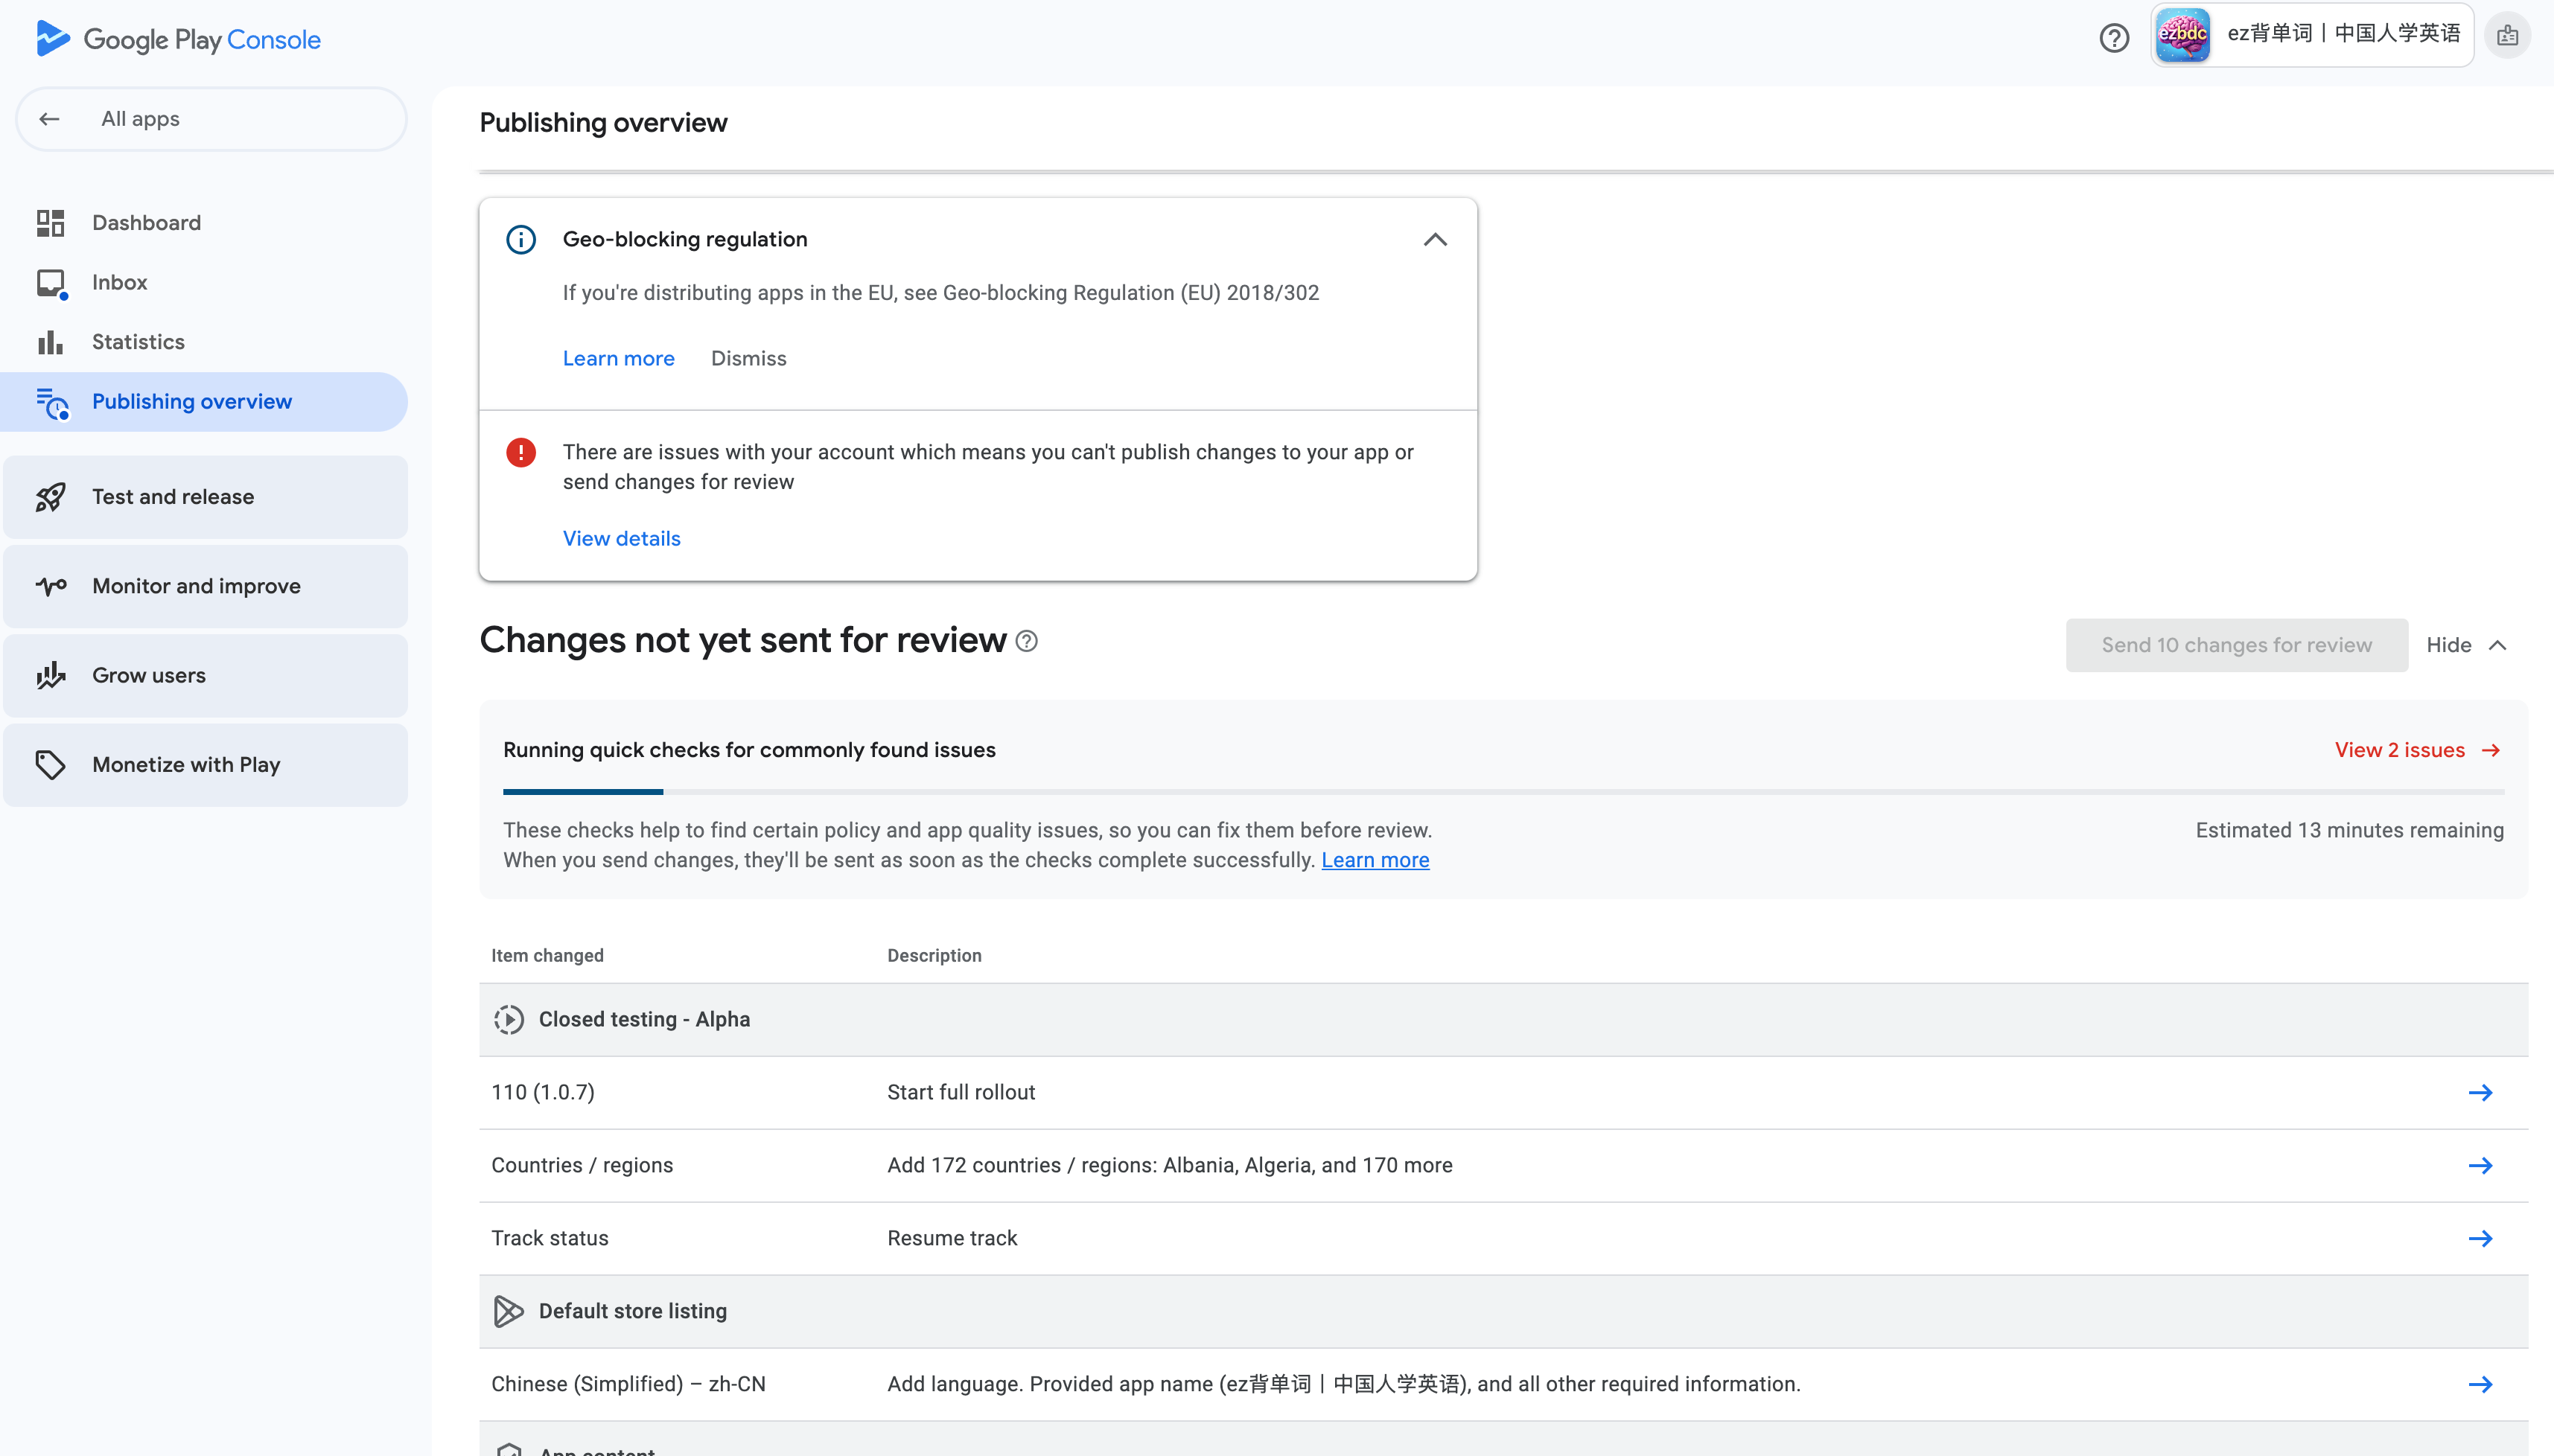 Google Play Console
ez背单词｜中国人学英语
ezbdc
All apps
Dashboard
Inbox
Statistics
Publishing overview
Test and release
Monitor and improve
Grow users
Monetize with Play
Publishing overview
Geo-blocking regulation
If you're distributing apps in the EU, see Geo-blocking Regulation (EU) 2018/302
Learn more Dismiss
There are issues with your account which means you can't publish changes to your app or
send changes for review
View details
Changes not yet sent for review
Send 10 changes for review Hide
Running quick checks for commonly found issues
View 2 issues
These checks help to find certain policy and app quality issues, so you can fix them before review.
When you send changes, they'll be sent as soon as the checks complete successfully. Learn more
Estimated 13 minutes remaining
Item changed Description
Closed testing - Alpha
110 (1.0.7) Start full rollout
Countries / regions Add 172 countries / regions: Albania, Algeria, and 170 more
Track status Resume track
Default store listing
Chinese (Simplified) – zh-CN Add language. Provided app name (ez背单词｜中国人学英语), and all other required information.
App content